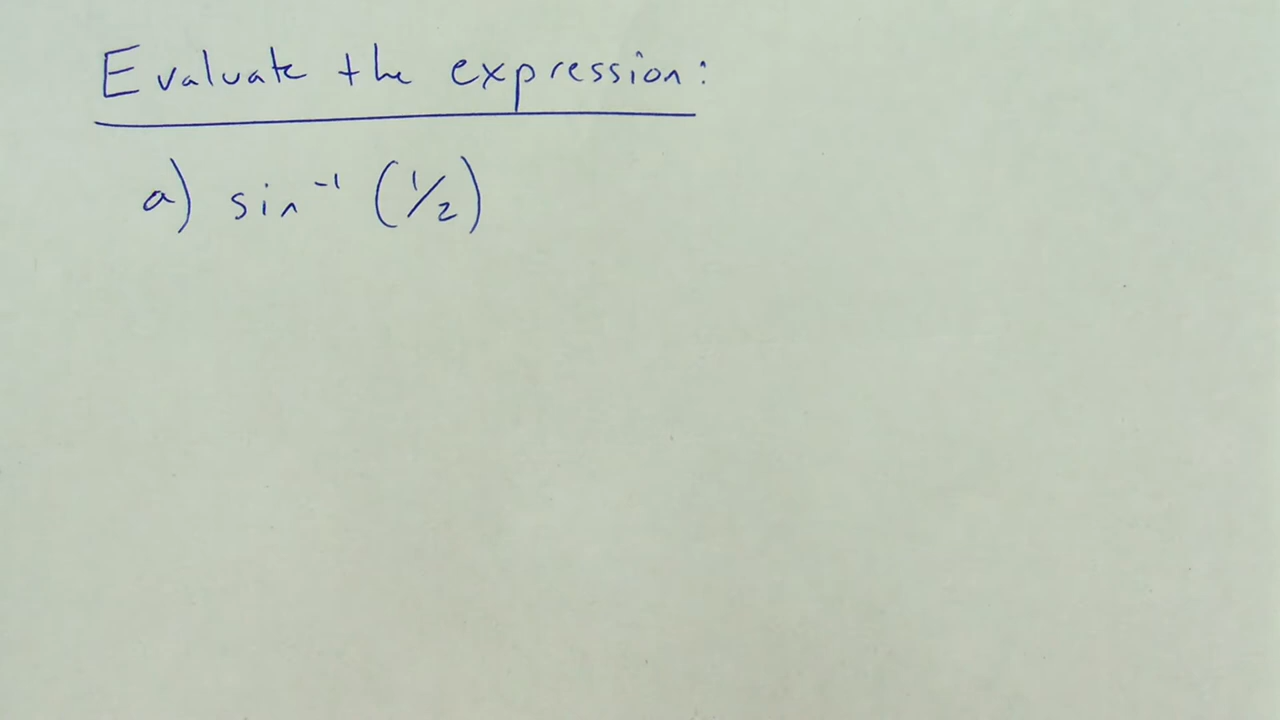 Evaluate the expression:
a) sin⁻¹ (1/2)